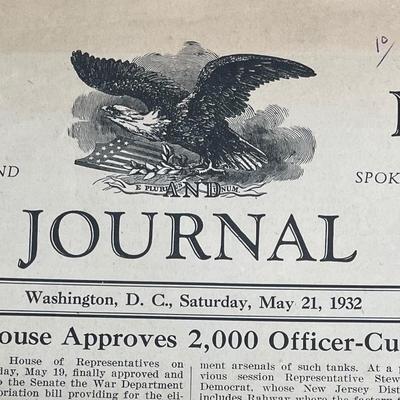 10/
E PLURIBUS UNUM
AND
ND
SPOK
JOURNAL
Washington, D. C., Saturday, May 21, 1932
ouse Approves 2,000 Officer-Cu
House of Representatives on
day, May 19, finally approved and
o the Senate the War Department
priation bill providing for the eli-
ment arsenals of such tanks. At a p
vious session Representative Stew
Democrat, whose New Jersey Dist
includes Rahway where the factory